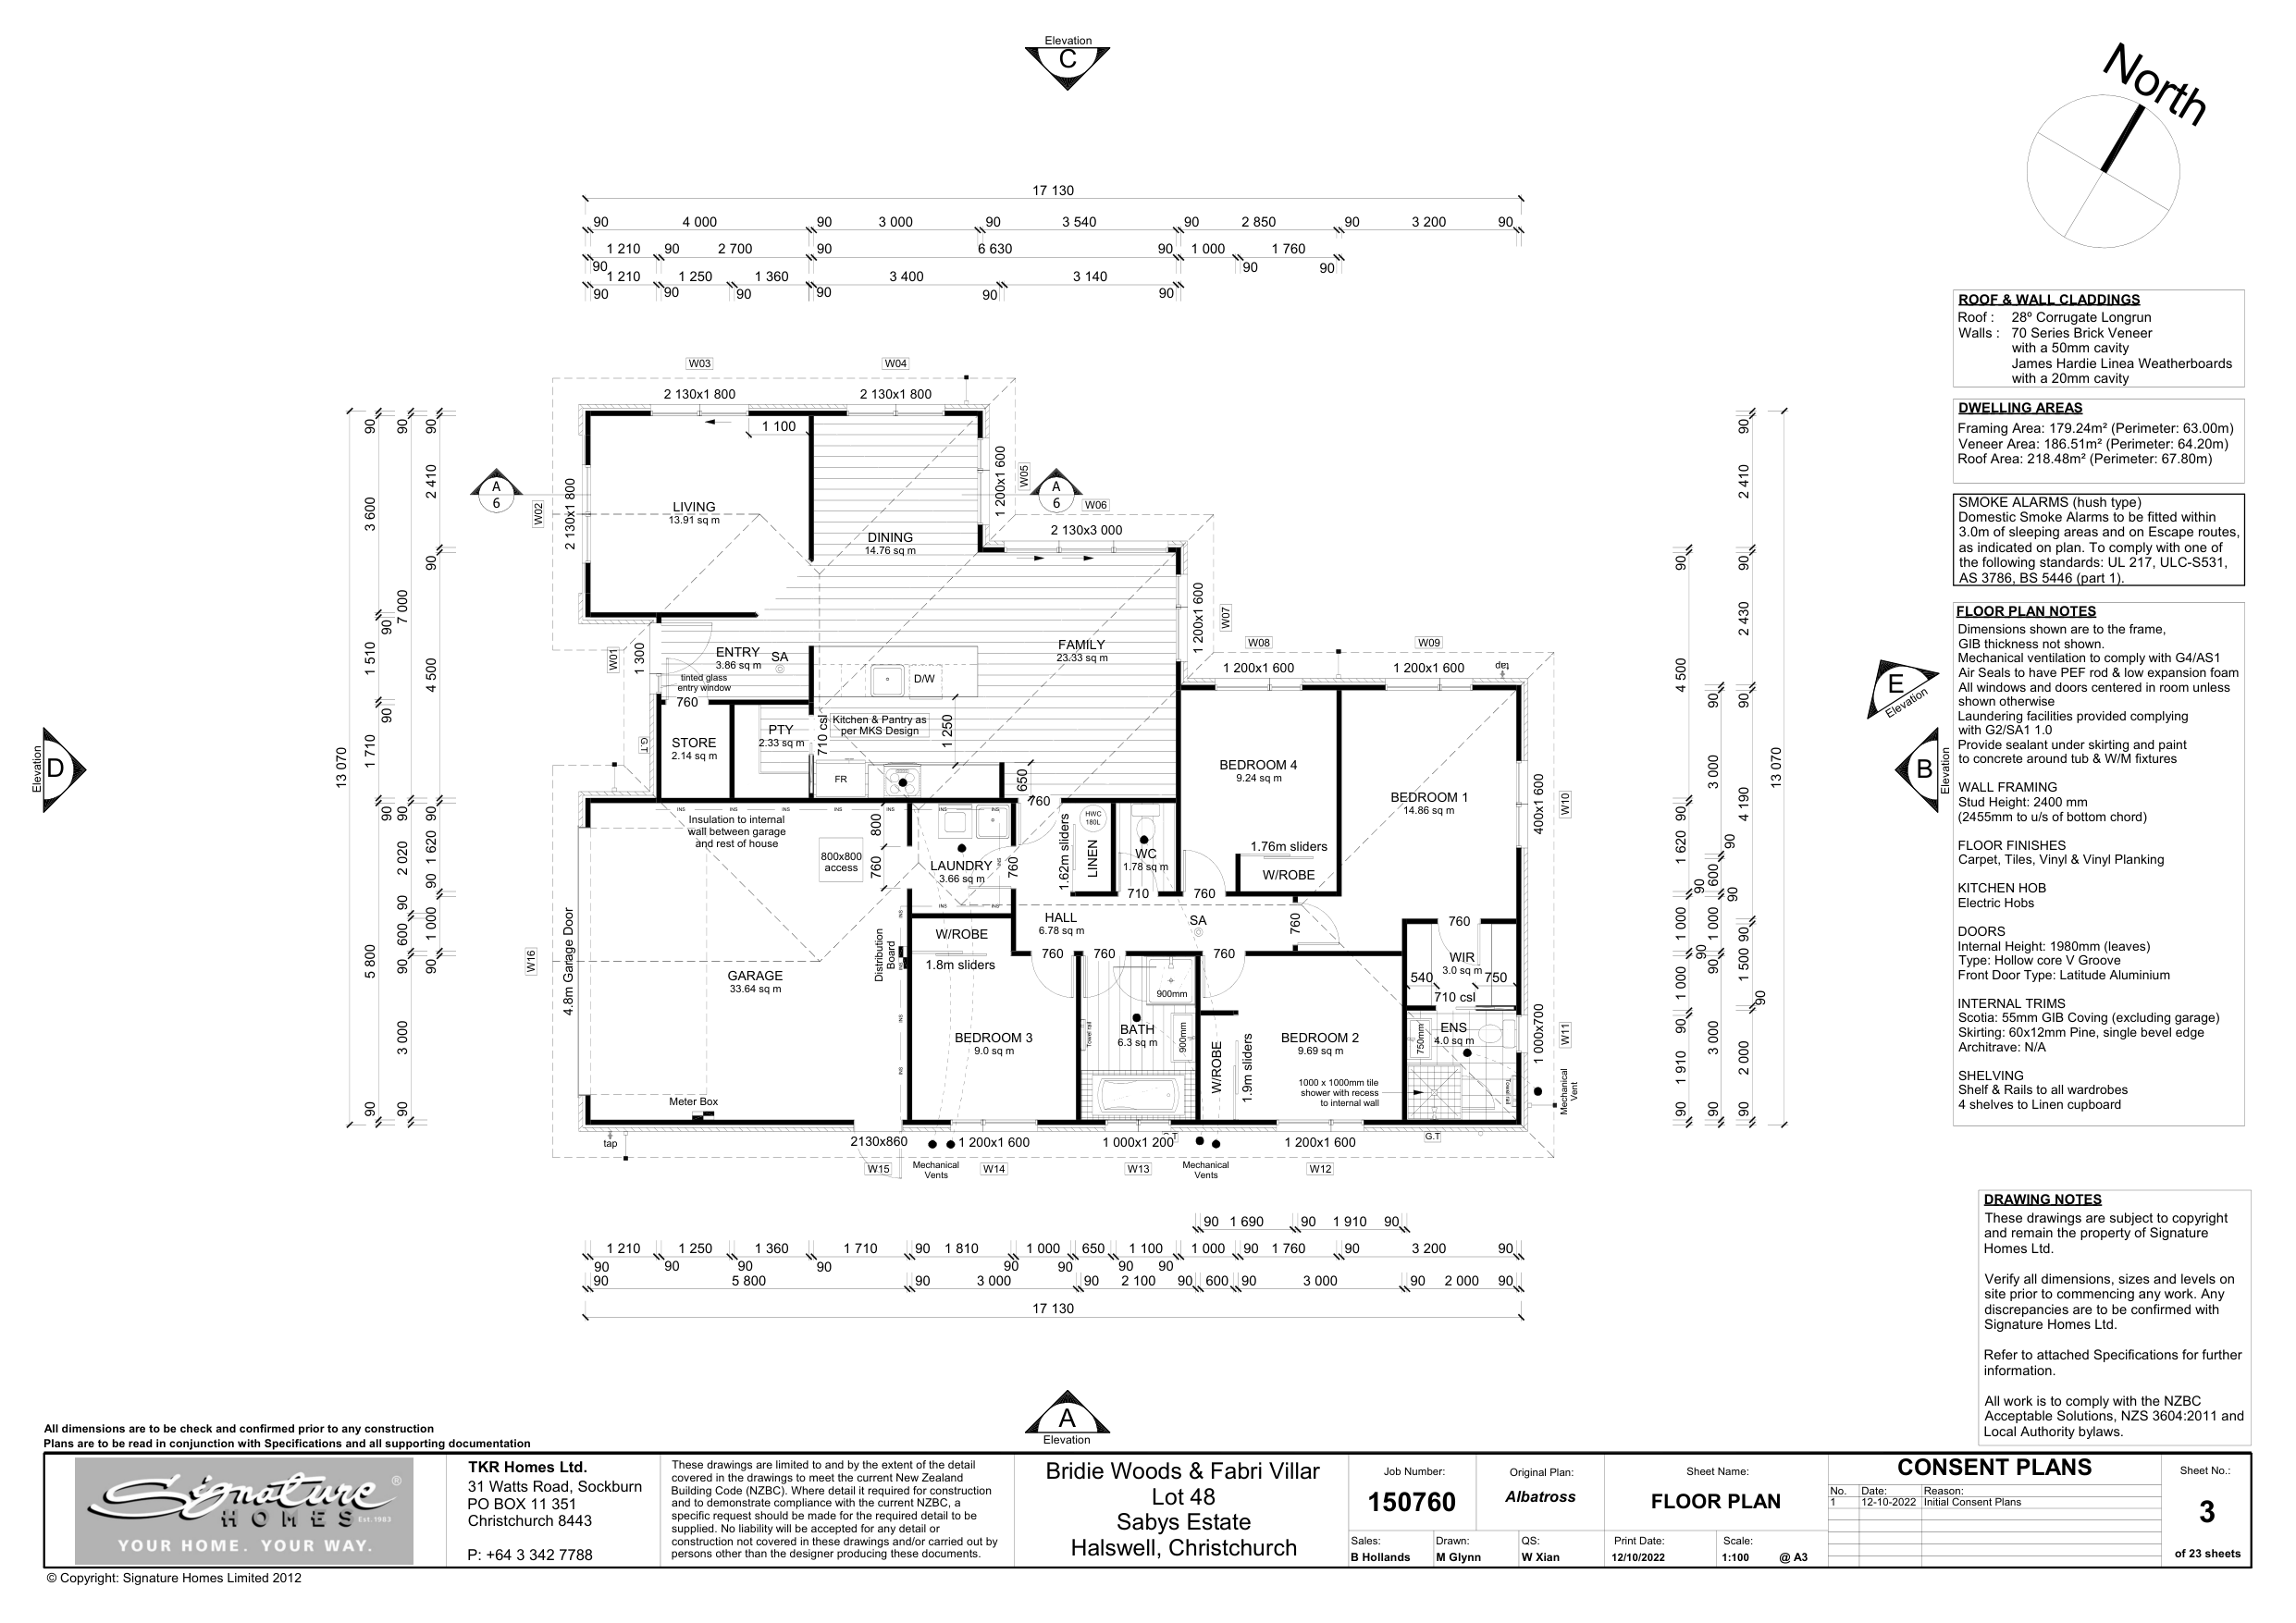 Elevation
C
North
17 130
90 4 000 90 3 000 90 3 540 90 2 850 90 3 200 90
1 210 90 2 700 90 6 630 90 1 000 1 760
90 90 90
1 210 1 250 1 360 3 400 3 140
90 90 90 90 90 90
ROOF & WALL CLADDINGS
Roof : 28º Corrugate Longrun
Walls : 70 Series Brick Veneer
with a 50mm cavity
James Hardie Linea Weatherboards
with a 20mm cavity
DWELLING AREAS
Framing Area: 179.24m² (Perimeter: 63.00m)
Veneer Area: 186.51m² (Perimeter: 64.20m)
Roof Area: 218.48m² (Perimeter: 67.80m)
SMOKE ALARMS (hush type)
Domestic Smoke Alarms to be fitted within
3.0m of sleeping areas and on Escape routes,
as indicated on plan. To comply with one of
the following standards: UL 217, ULC-S531,
AS 3786, BS 5446 (part 1).
FLOOR PLAN NOTES
Dimensions shown are to the frame,
GIB thickness not shown.
Mechanical ventilation to comply with G4/AS1
Air Seals to have PEF rod & low expansion foam
All windows and doors centered in room unless
shown otherwise
Laundering facilities provided complying
with G2/SA1 1.0
Provide sealant under skirting and paint
to concrete around tub & W/M fixtures
WALL FRAMING
Stud Height: 2400 mm
(2455mm to u/s of bottom chord)
FLOOR FINISHES
Carpet, Tiles, Vinyl & Vinyl Planking
KITCHEN HOB
Electric Hobs
DOORS
Internal Height: 1980mm (leaves)
Type: Hollow core V Groove
Front Door Type: Latitude Aluminium
INTERNAL TRIMS
Scotia: 55mm GIB Coving (excluding garage)
Skirting: 60x12mm Pine, single bevel edge
Architrave: N/A
SHELVING
Shelf & Rails to all wardrobes
4 shelves to Linen cupboard
W03
W04
2 130x1 800
2 130x1 800
1 100
W02
2 130x1 800
A
6
A
6
1 200x1 600
W05
W06
2 130x3 000
LIVING
13.91 sq m
DINING
14.76 sq m
1 200x1 600
W07
W08
W09
1 200x1 600
1 200x1 600
tap
W01
1 300
ENTRY
3.86 sq m
SA
tinted glass
entry window
760
D/W
FAMILY
23.33 sq m
STORE
2.14 sq m
PTY
2.33 sq m
710 csl
Kitchen & Pantry as
per MKS Design
1 250
FR
650
G.T
BEDROOM 4
9.24 sq m
BEDROOM 1
14.86 sq m
400x1 600
W10
INS INS INS INS INS INS INS
Insulation to internal
wall between garage
and rest of house
800
800x800
access
760
LAUNDRY
3.66 sq m
INS
760
760
1.62m sliders
HWC
180L
LINEN
WC
1.78 sq m
710
760
1.76m sliders
W/ROBE
INS INS
HALL
6.78 sq m
SA
760
760
W16
4.8m Garage Door
GARAGE
33.64 sq m
Distribution
Board
INS
INS
INS
INS
W/ROBE
1.8m sliders
760
760
760
900mm
WIR
3.0 sq m
540
750
710 csl
BEDROOM 3
9.0 sq m
Towel rail
BATH
6.3 sq m
900mm
W/ROBE
1.9m sliders
BEDROOM 2
9.69 sq m
1000 x 1000mm tile
shower with recess
to internal wall
750mm
ENS
4.0 sq m
Towel rail
1 000x700
W11
Mechanical
Vent
Meter Box
tap
2130x860
1 200x1 600
1 000x1 200
G.T
1 200x1 600
G.T
W15
Mechanical
Vents
W14
W13
Mechanical
Vents
W12
13 070
90 3 600 90 1 510 90 1 710 90 5 800 90
90 7 000 90 2 020 90 600 90 3 000 90
90 2 410 90 4 500 90 1 620 90 1 000 90
90 4 500 90 1 620 90 1 000 90 1 000 90 1 910 90
90 3 000 90 600 90 1 000 90 3 000 90
90 2 410 90 2 430 90 4 190 90 1 500 90 2 000 90
13 070
Elevation
D
E
Elevation
B
Elevation
90 1 690 90 1 910 90
1 210 1 250 1 360 1 710 90 1 810 1 000 650 1 100 1 000 90 1 760 90 3 200 90
90 90 90 90 90 90 90 90
90 5 800 90 3 000 90 2 100 90 600 90 3 000 90 2 000 90
17 130
DRAWING NOTES
These drawings are subject to copyright
and remain the property of Signature
Homes Ltd.
Verify all dimensions, sizes and levels on
site prior to commencing any work. Any
discrepancies are to be confirmed with
Signature Homes Ltd.
Refer to attached Specifications for further
information.
All work is to comply with the NZBC
Acceptable Solutions, NZS 3604:2011 and
Local Authority bylaws.
A
Elevation
All dimensions are to be check and confirmed prior to any construction
Plans are to be read in conjunction with Specifications and all supporting documentation
Signature ®
HOMES Est.1983
YOUR HOME. YOUR WAY.
TKR Homes Ltd.
31 Watts Road, Sockburn
PO BOX 11 351
Christchurch 8443
P: +64 3 342 7788
These drawings are limited to and by the extent of the detail
covered in the drawings to meet the current New Zealand
Building Code (NZBC). Where detail it required for construction
and to demonstrate compliance with the current NZBC, a
specific request should be made for the required detail to be
supplied. No liability will be accepted for any detail or
construction not covered in these drawings and/or carried out by
persons other than the designer producing these documents.
Bridie Woods & Fabri Villar
Lot 48
Sabys Estate
Halswell, Christchurch
Job Number:
150760
Original Plan:
Albatross
Sheet Name:
FLOOR PLAN
Sales:
B Hollands
Drawn:
M Glynn
QS:
W Xian
Print Date:
12/10/2022
Scale:
1:100 @ A3
CONSENT PLANS
No. Date: Reason:
1 12-10-2022 Initial Consent Plans
Sheet No.:
3
of 23 sheets
© Copyright: Signature Homes Limited 2012